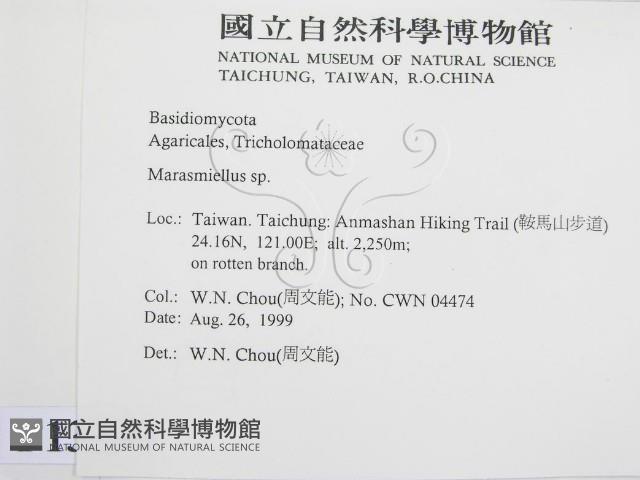 國立自然科學博物館
NATIONAL MUSEUM OF NATURAL SCIENCE
TAICHUNG, TAIWAN, R.O.CHINA
Basidiomycota
Agaricales, Tricholomataceae
Marasmiellus sp.
Loc.: Taiwan. Taichung: Anmashan Hiking Trail (鞍馬山步道)
24.16N, 121.00E; alt. 2,250m;
on rotten branch.
Col.: W.N. Chou(周文能); No. CWN 04474
Date: Aug. 26, 1999
Det.: W.N. Chou(周文能)
國立自然科學博物館
NATIONAL MUSEUM OF NATURAL SCIENCE